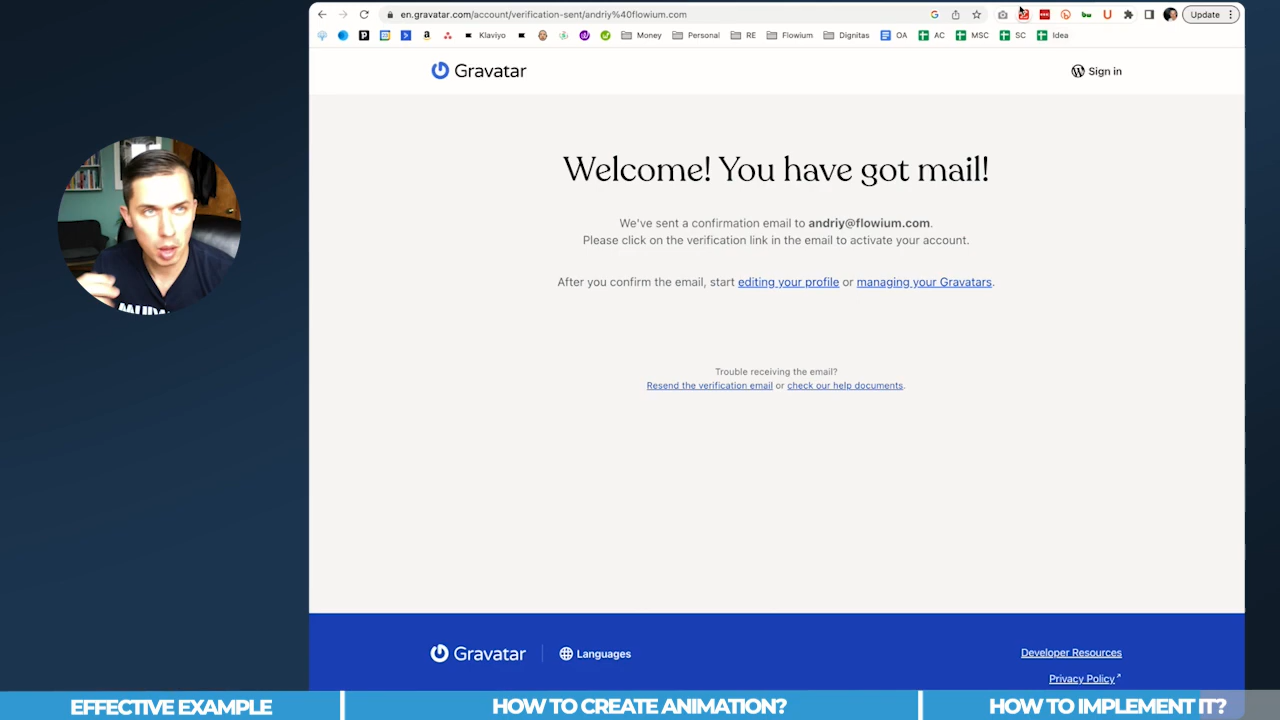 en.gravatar.com/account/verification-sent/andriy%40flowium.com
Update
Klaviyo
Money
Personal
RE
Flowium
Dignitas
OA
AC
MSC
SC
Idea
Gravatar
Sign in
Welcome! You have got mail!
We've sent a confirmation email to andriy@flowium.com.
Please click on the verification link in the email to activate your account.
After you confirm the email, start editing your profile or managing your Gravatars.
Trouble receiving the email?
Resend the verification email or check our help documents.
Gravatar
Languages
Developer Resources
Privacy Policy
EFFECTIVE EXAMPLE
HOW TO CREATE ANIMATION?
HOW TO IMPLEMENT IT?